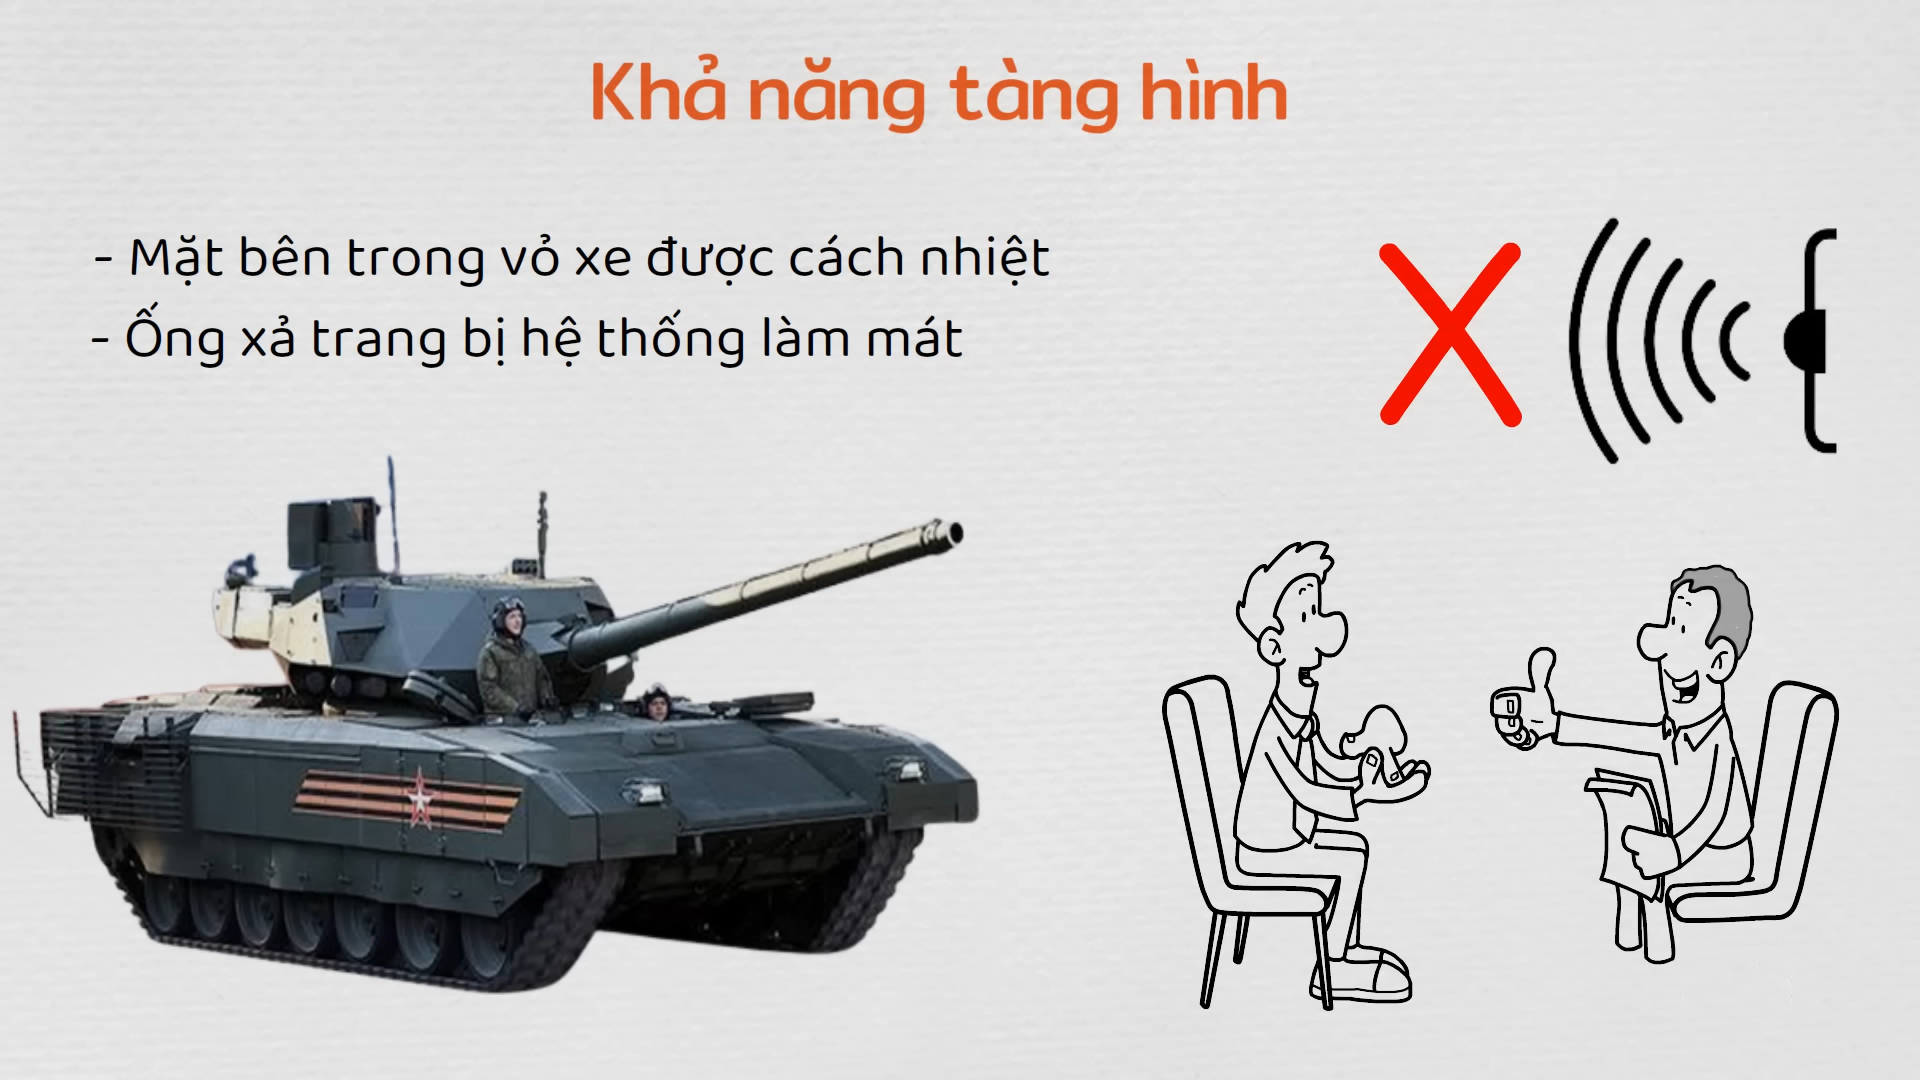 Khả năng tàng hình
- Mặt bên trong vỏ xe được cách nhiệt
- Ống xả trang bị hệ thống làm mát